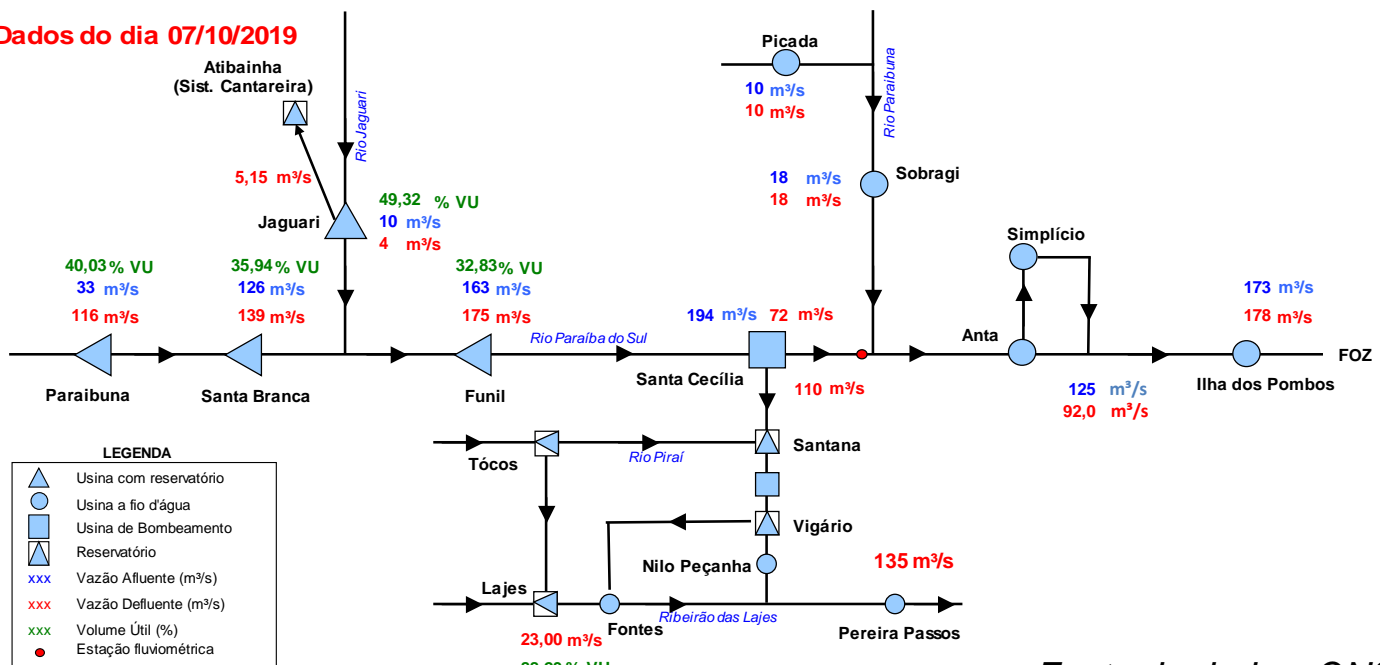 Dados do dia 07/10/2019
Atibainha
(Sist. Cantareira)
Rio Jaguari
5,15 m³/s
Jaguari
49,32 % VU
10 m³/s
4 m³/s
Picada
10 m³/s
10 m³/s
Rio Paraibuna
18 m³/s
18 m³/s
Sobragi
40,03 % VU
33 m³/s
116 m³/s
Paraibuna
35,94 % VU
126 m³/s
139 m³/s
Santa Branca
32,83 % VU
163 m³/s
175 m³/s
Funil
Rio Paraíba do Sul
194 m³/s 72 m³/s
Santa Cecília
110 m³/s
Simplício
Anta
125 m³/s
92,0 m³/s
173 m³/s
178 m³/s
Ilha dos Pombos
FOZ
Tócos
Rio Piraí
Santana
Vigário
Nilo Peçanha
135 m³/s
Lajes
Fontes
Ribeirão das Lajes
Pereira Passos
23,00 m³/s
LEGENDA
Usina com reservatório
Usina a fio d'água
Usina de Bombeamento
Reservatório
xxx Vazão Afluente (m³/s)
xxx Vazão Defluente (m³/s)
xxx Volume Útil (%)
Estação fluviométrica